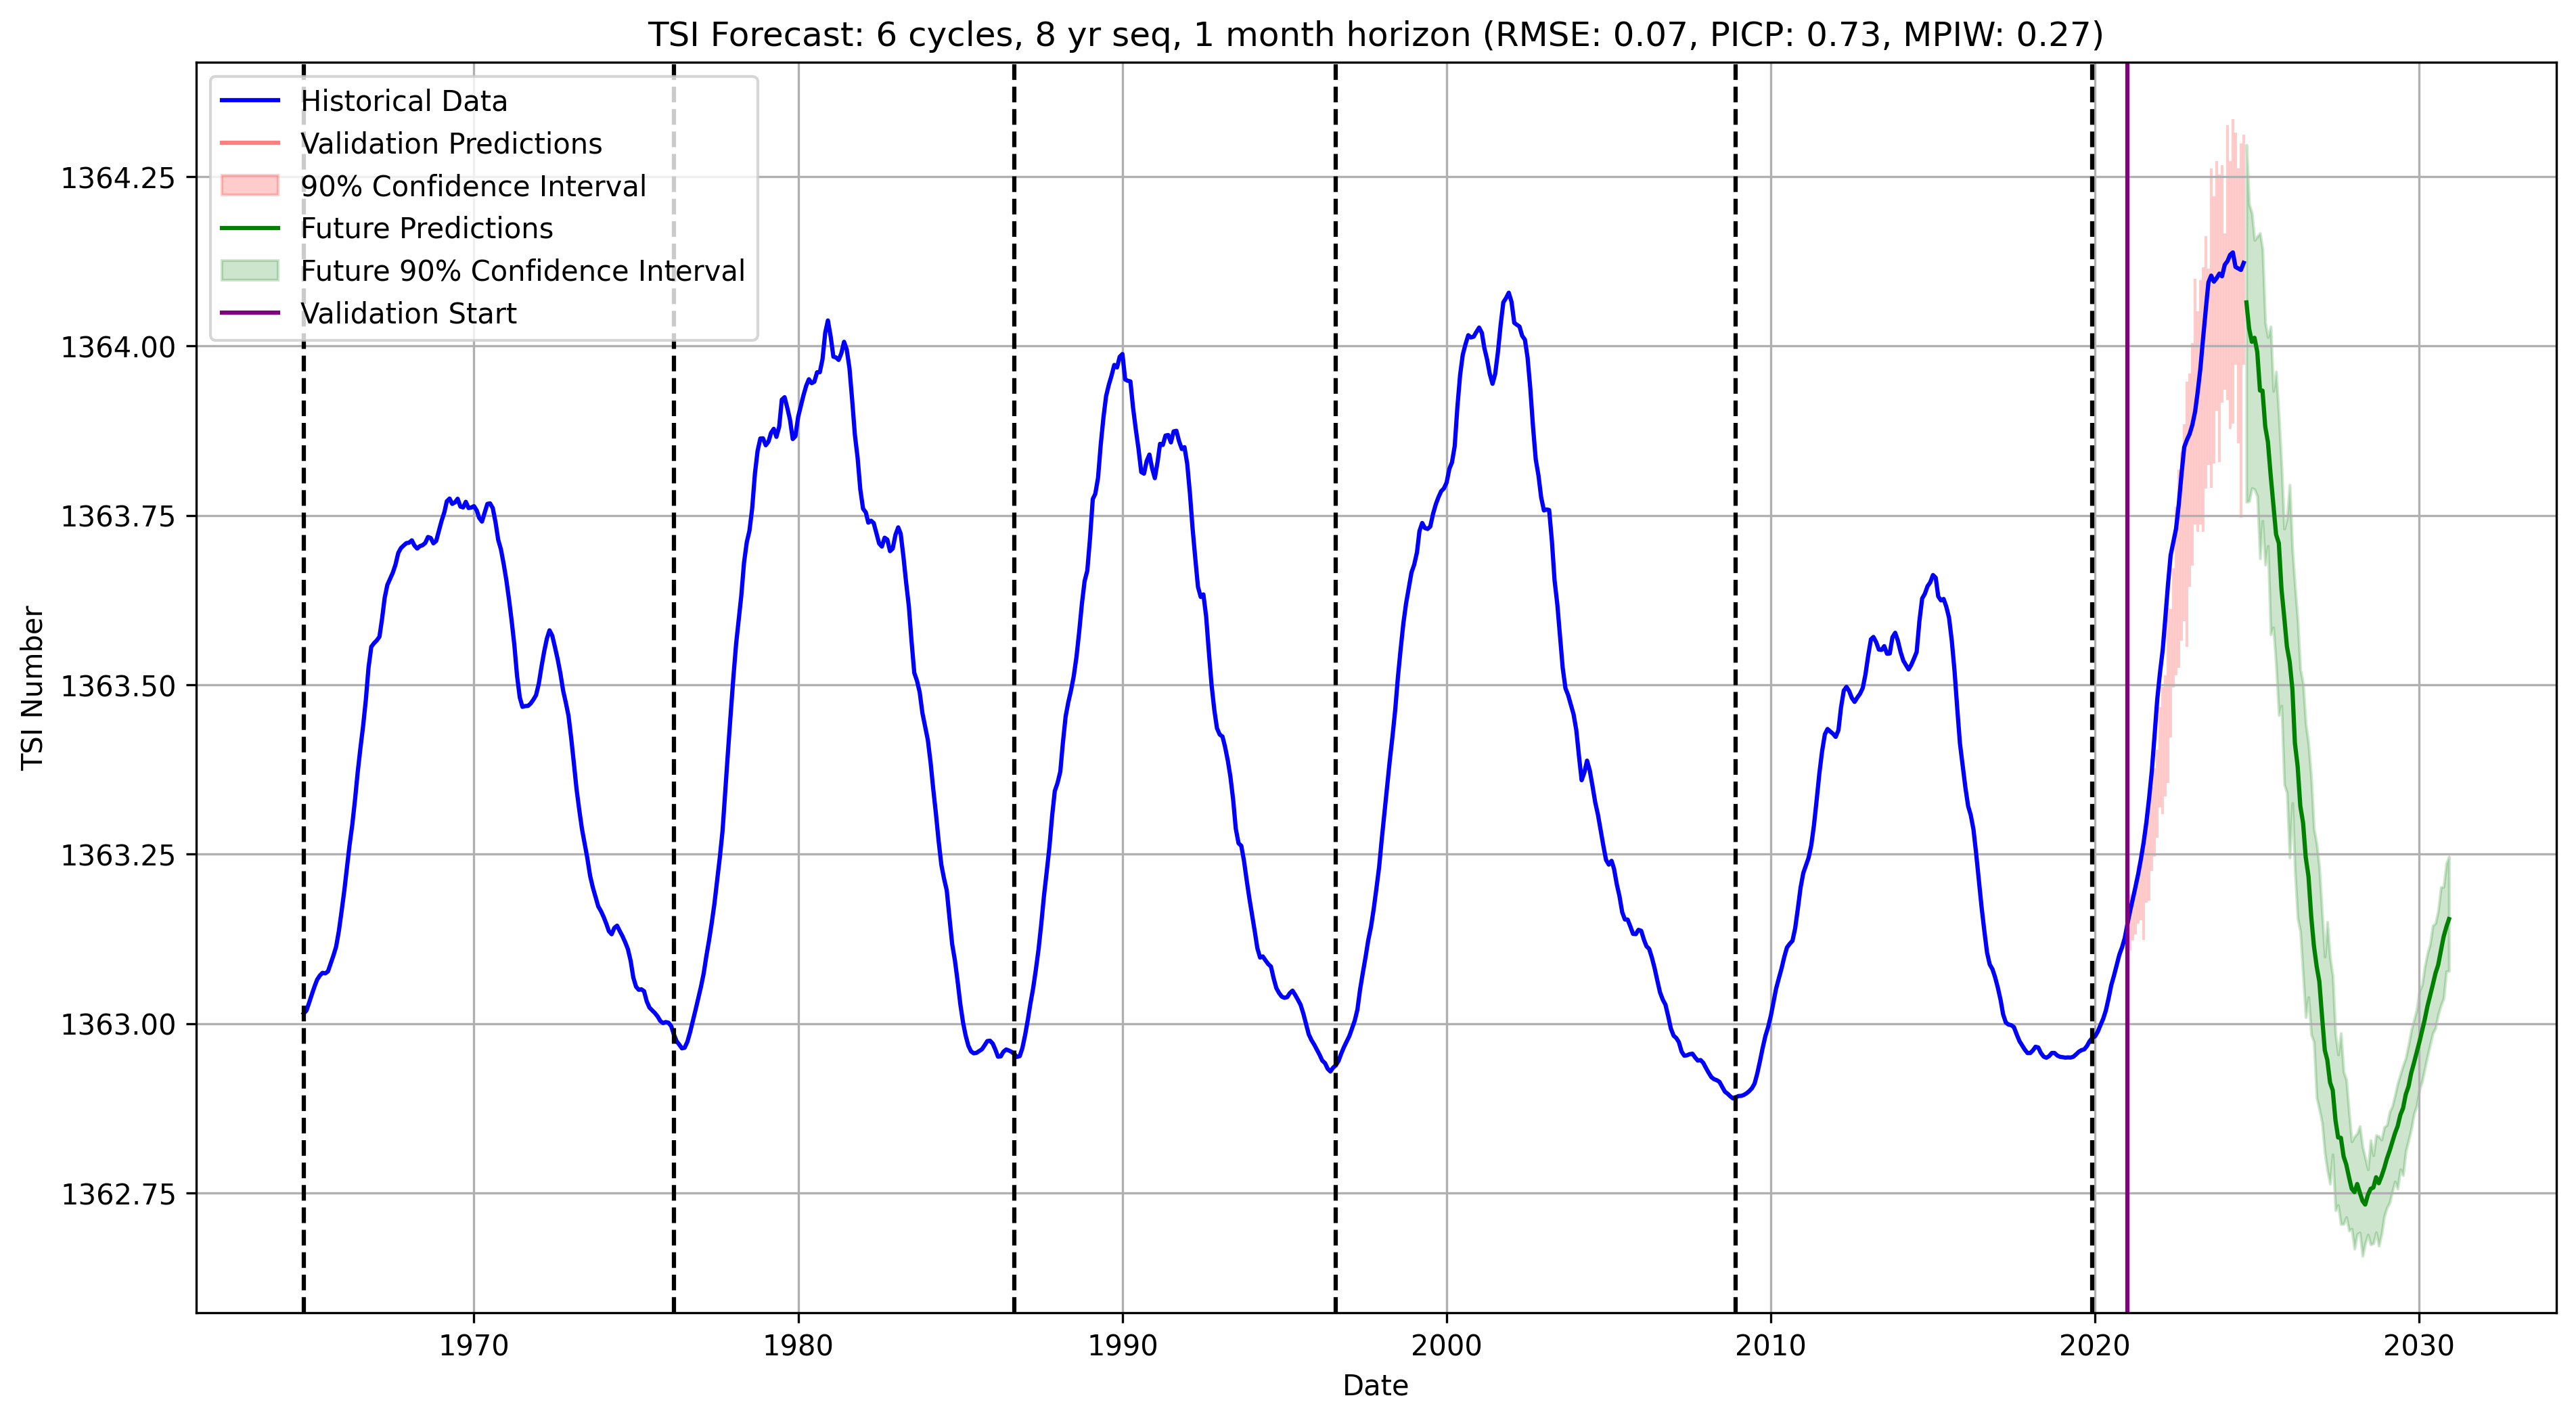 TSI Forecast: 6 cycles, 8 yr seq, 1 month horizon (RMSE: 0.07, PICP: 0.73, MPIW: 0.27)
Historical Data
Validation Predictions
90% Confidence Interval
Future Predictions
Future 90% Confidence Interval
Validation Start
TSI Number
1364.25
1364.00
1363.75
1363.50
1363.25
1363.00
1362.75
1970 1980 1990 2000 2010 2020 2030
Date